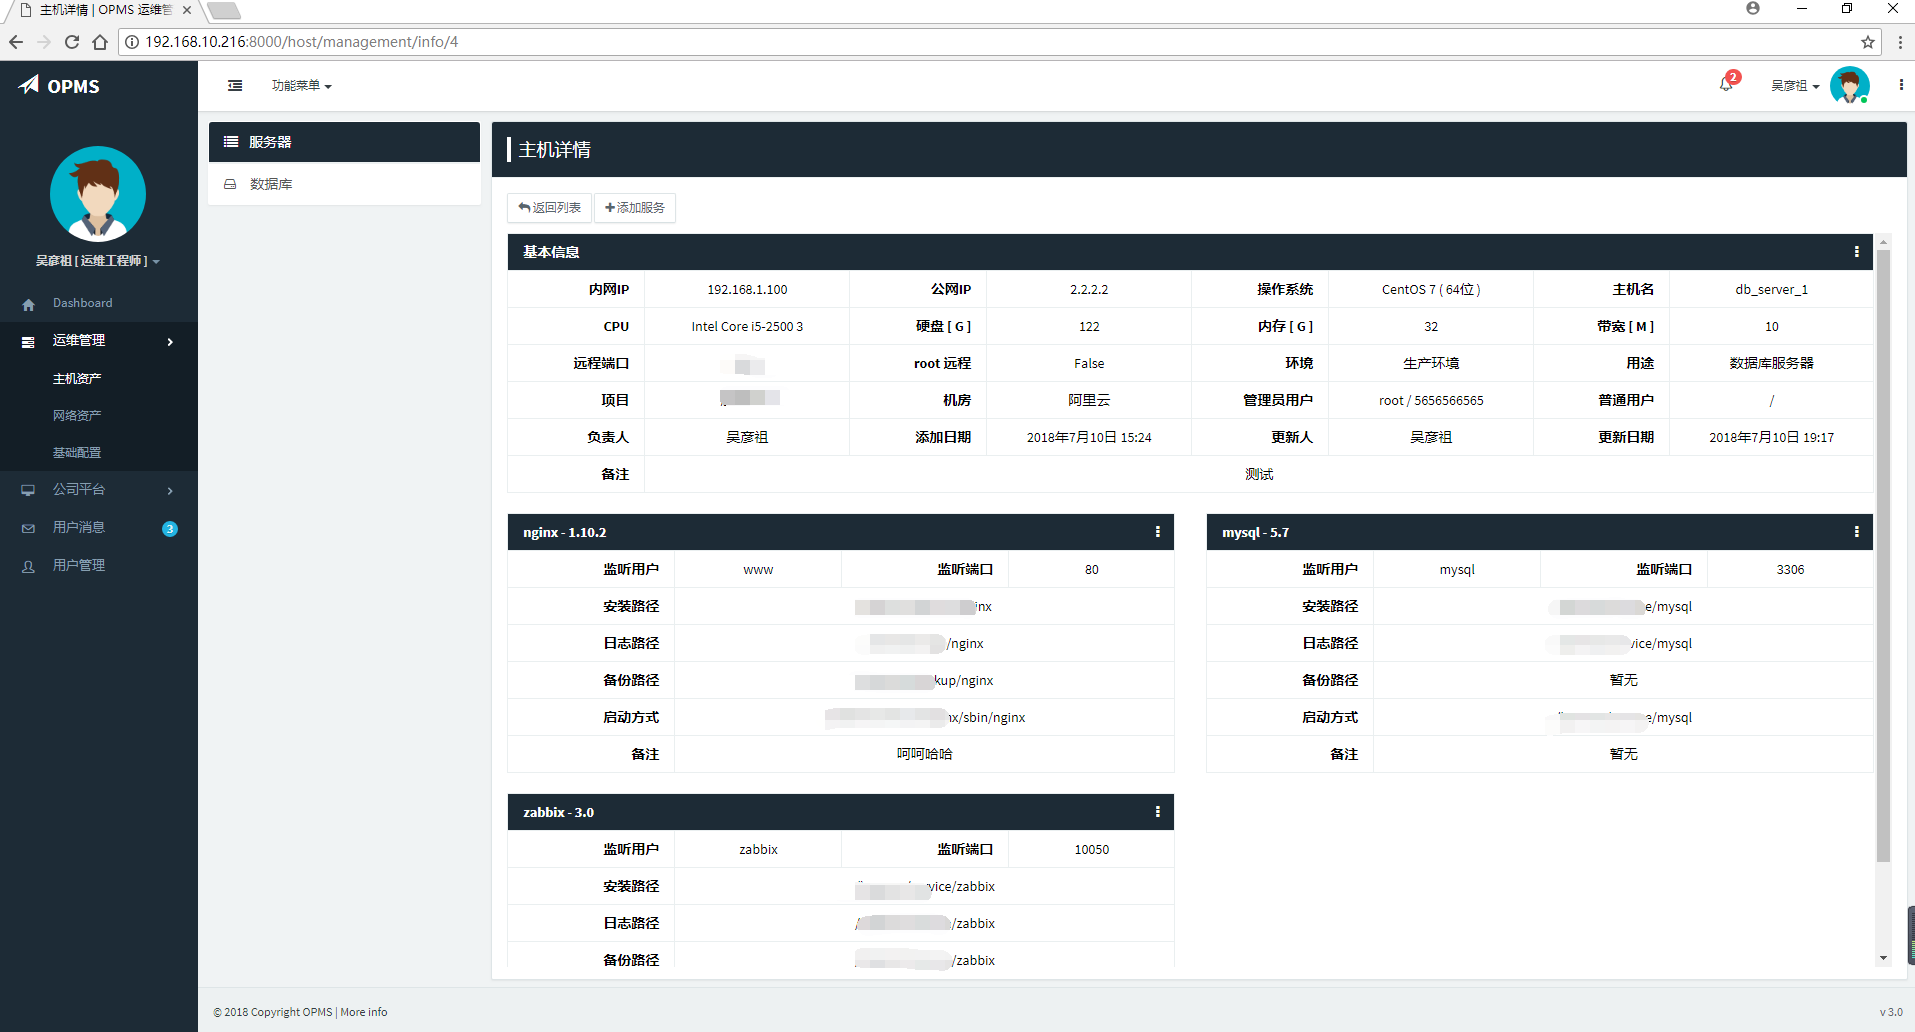 主机详情 | OPMS 运维管
192.168.10.216:8000/host/management/info/4
OPMS
功能菜单
2
吴彦祖
吴彦祖 [ 运维工程师 ]
Dashboard
运维管理
主机资产
网络资产
基础配置
公司平台
用户消息
3
用户管理
服务器
数据库
主机详情
返回列表
添加服务
基本信息
内网IP 192.168.1.100 公网IP 2.2.2.2 操作系统 CentOS 7 ( 64位 ) 主机名 db_server_1
CPU Intel Core i5-2500 3 硬盘 [ G ] 122 内存 [ G ] 32 带宽 [ M ] 10
远程端口 root 远程 False 环境 生产环境 用途 数据库服务器
项目 机房 阿里云 管理员用户 root / 5656566565 普通用户 /
负责人 吴彦祖 添加日期 2018年7月10日 15:24 更新人 吴彦祖 更新日期 2018年7月10日 19:17
备注 测试
nginx - 1.10.2
监听用户 www 监听端口 80
安装路径 inx
日志路径 /nginx
备份路径 kup/nginx
启动方式 nx/sbin/nginx
备注 呵呵哈哈
mysql - 5.7
监听用户 mysql 监听端口 3306
安装路径 e/mysql
日志路径 vice/mysql
备份路径 暂无
启动方式 e/mysql
备注 暂无
zabbix - 3.0
监听用户 zabbix 监听端口 10050
安装路径 vice/zabbix
日志路径 /zabbix
备份路径 /zabbix
© 2018 Copyright OPMS | More info
v 3.0